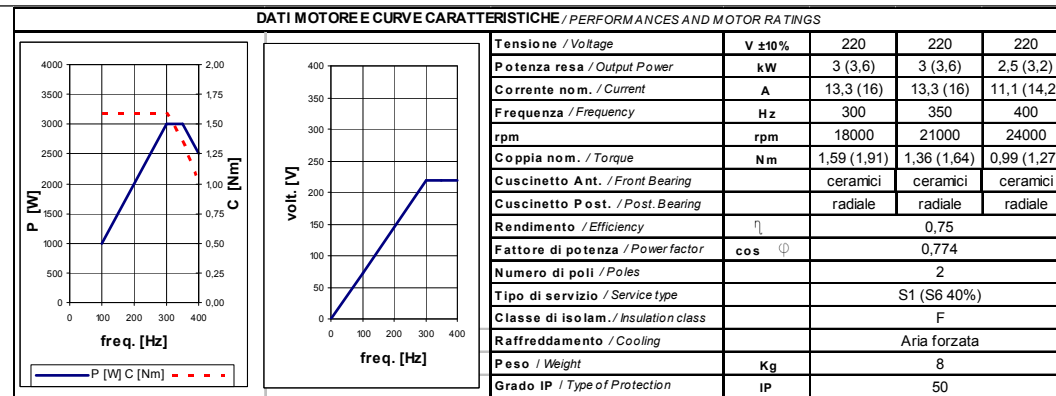 DATI MOTORE E CURVE CARATTERISTICHE / PERFORMANCES AND MOTOR RATINGS
4000
3500
3000
2500
2000
1500
1000
500
0
P [W]
2,00
1,75
1,50
1,25
1,00
0,75
0,50
0,25
0,00
C [Nm]
0 100 200 300 400
freq. [Hz]
P [W] C [Nm]
400
350
300
250
200
150
100
50
0
volt. [V]
0 100 200 300 400
freq. [Hz]
Tensione / Voltage V ±10% 220 220 220
Potenza resa / Output Power kW 3 (3,6) 3 (3,6) 2,5 (3,2)
Corrente nom. / Current A 13,3 (16) 13,3 (16) 11,1 (14,2
Frequenza / Frequency Hz 300 350 400
rpm rpm 18000 21000 24000
Coppia nom. / Torque Nm 1,59 (1,91) 1,36 (1,64) 0,99 (1,27
Cuscinetto Ant. / Front Bearing ceramici ceramici ceramici
Cuscinetto Post. / Post. Bearing radiale radiale radiale
Rendimento / Efficiency η 0,75
Fattore di potenza / Power factor cos φ 0,774
Numero di poli / Poles 2
Tipo di servizio / Service type S1 (S6 40%)
Classe di isolam. / Insulation class F
Raffreddamento / Cooling Aria forzata
Peso / Weight Kg 8
Grado IP / Type of Protection IP 50